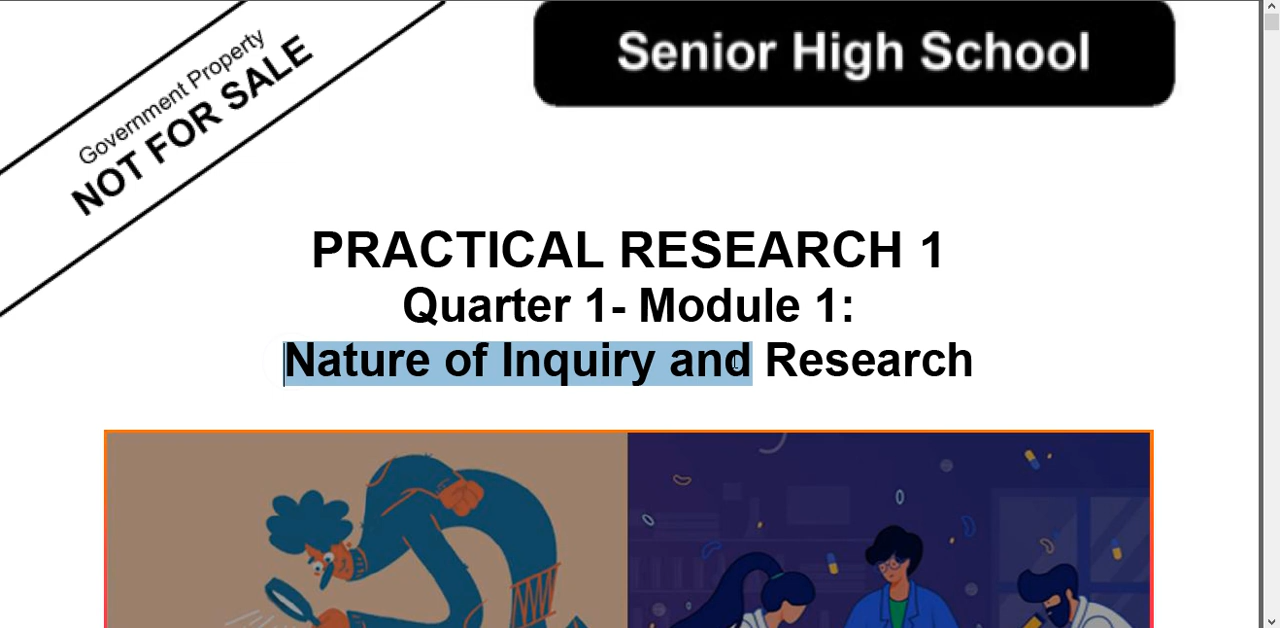 Government Property
NOT FOR SALE
Senior High School
PRACTICAL RESEARCH 1
Quarter 1- Module 1:
Nature of Inquiry and Research